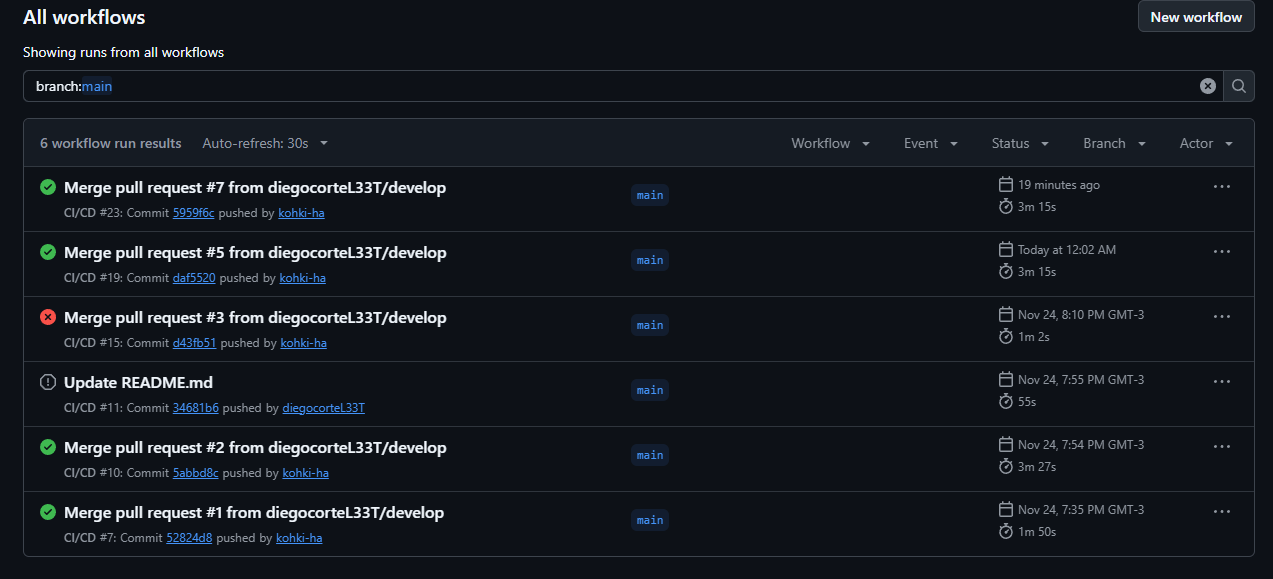 All workflows
New workflow
Showing runs from all workflows
branch:main
6 workflow run results Auto-refresh: 30s Workflow Event Status Branch Actor
Merge pull request #7 from diegocorteL33T/develop
main
19 minutes ago
CI/CD #23: Commit 5959f6c pushed by kohki-ha
3m 15s
Merge pull request #5 from diegocorteL33T/develop
main
Today at 12:02 AM
CI/CD #19: Commit daf5520 pushed by kohki-ha
3m 15s
Merge pull request #3 from diegocorteL33T/develop
main
Nov 24, 8:10 PM GMT-3
CI/CD #15: Commit d43fb51 pushed by kohki-ha
1m 2s
Update README.md
main
Nov 24, 7:55 PM GMT-3
CI/CD #11: Commit 34681b6 pushed by diegocorteL33T
55s
Merge pull request #2 from diegocorteL33T/develop
main
Nov 24, 7:54 PM GMT-3
CI/CD #10: Commit 5abbd8c pushed by kohki-ha
3m 27s
Merge pull request #1 from diegocorteL33T/develop
main
Nov 24, 7:35 PM GMT-3
CI/CD #7: Commit 52824d8 pushed by kohki-ha
1m 50s